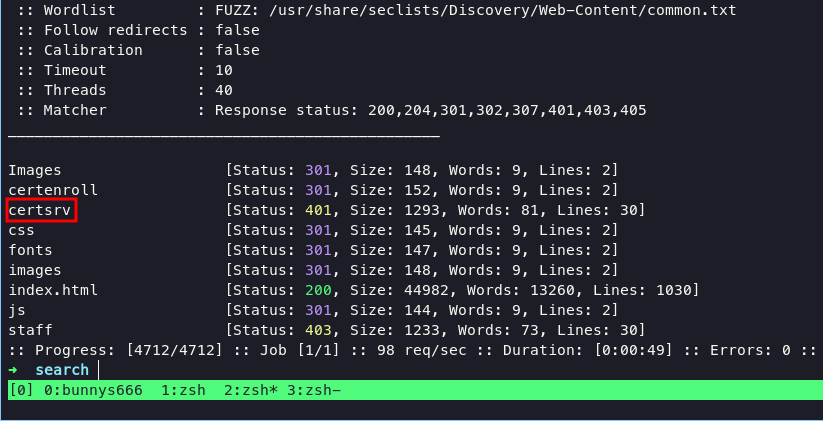 :: Wordlist : FUZZ: /usr/share/seclists/Discovery/Web-Content/common.txt
:: Follow redirects : false
:: Calibration : false
:: Timeout : 10
:: Threads : 40
:: Matcher : Response status: 200,204,301,302,307,401,403,405
________________________________________________
Images [Status: 301, Size: 148, Words: 9, Lines: 2]
certenroll [Status: 301, Size: 152, Words: 9, Lines: 2]
certsrv [Status: 401, Size: 1293, Words: 81, Lines: 30]
css [Status: 301, Size: 145, Words: 9, Lines: 2]
fonts [Status: 301, Size: 147, Words: 9, Lines: 2]
images [Status: 301, Size: 148, Words: 9, Lines: 2]
index.html [Status: 200, Size: 44982, Words: 13260, Lines: 1030]
js [Status: 301, Size: 144, Words: 9, Lines: 2]
staff [Status: 403, Size: 1233, Words: 73, Lines: 30]
:: Progress: [4712/4712] :: Job [1/1] :: 98 req/sec :: Duration: [0:00:49] :: Errors: 0 ::
➜ search
[0] 0:bunnys666 1:zsh 2:zsh* 3:zsh-